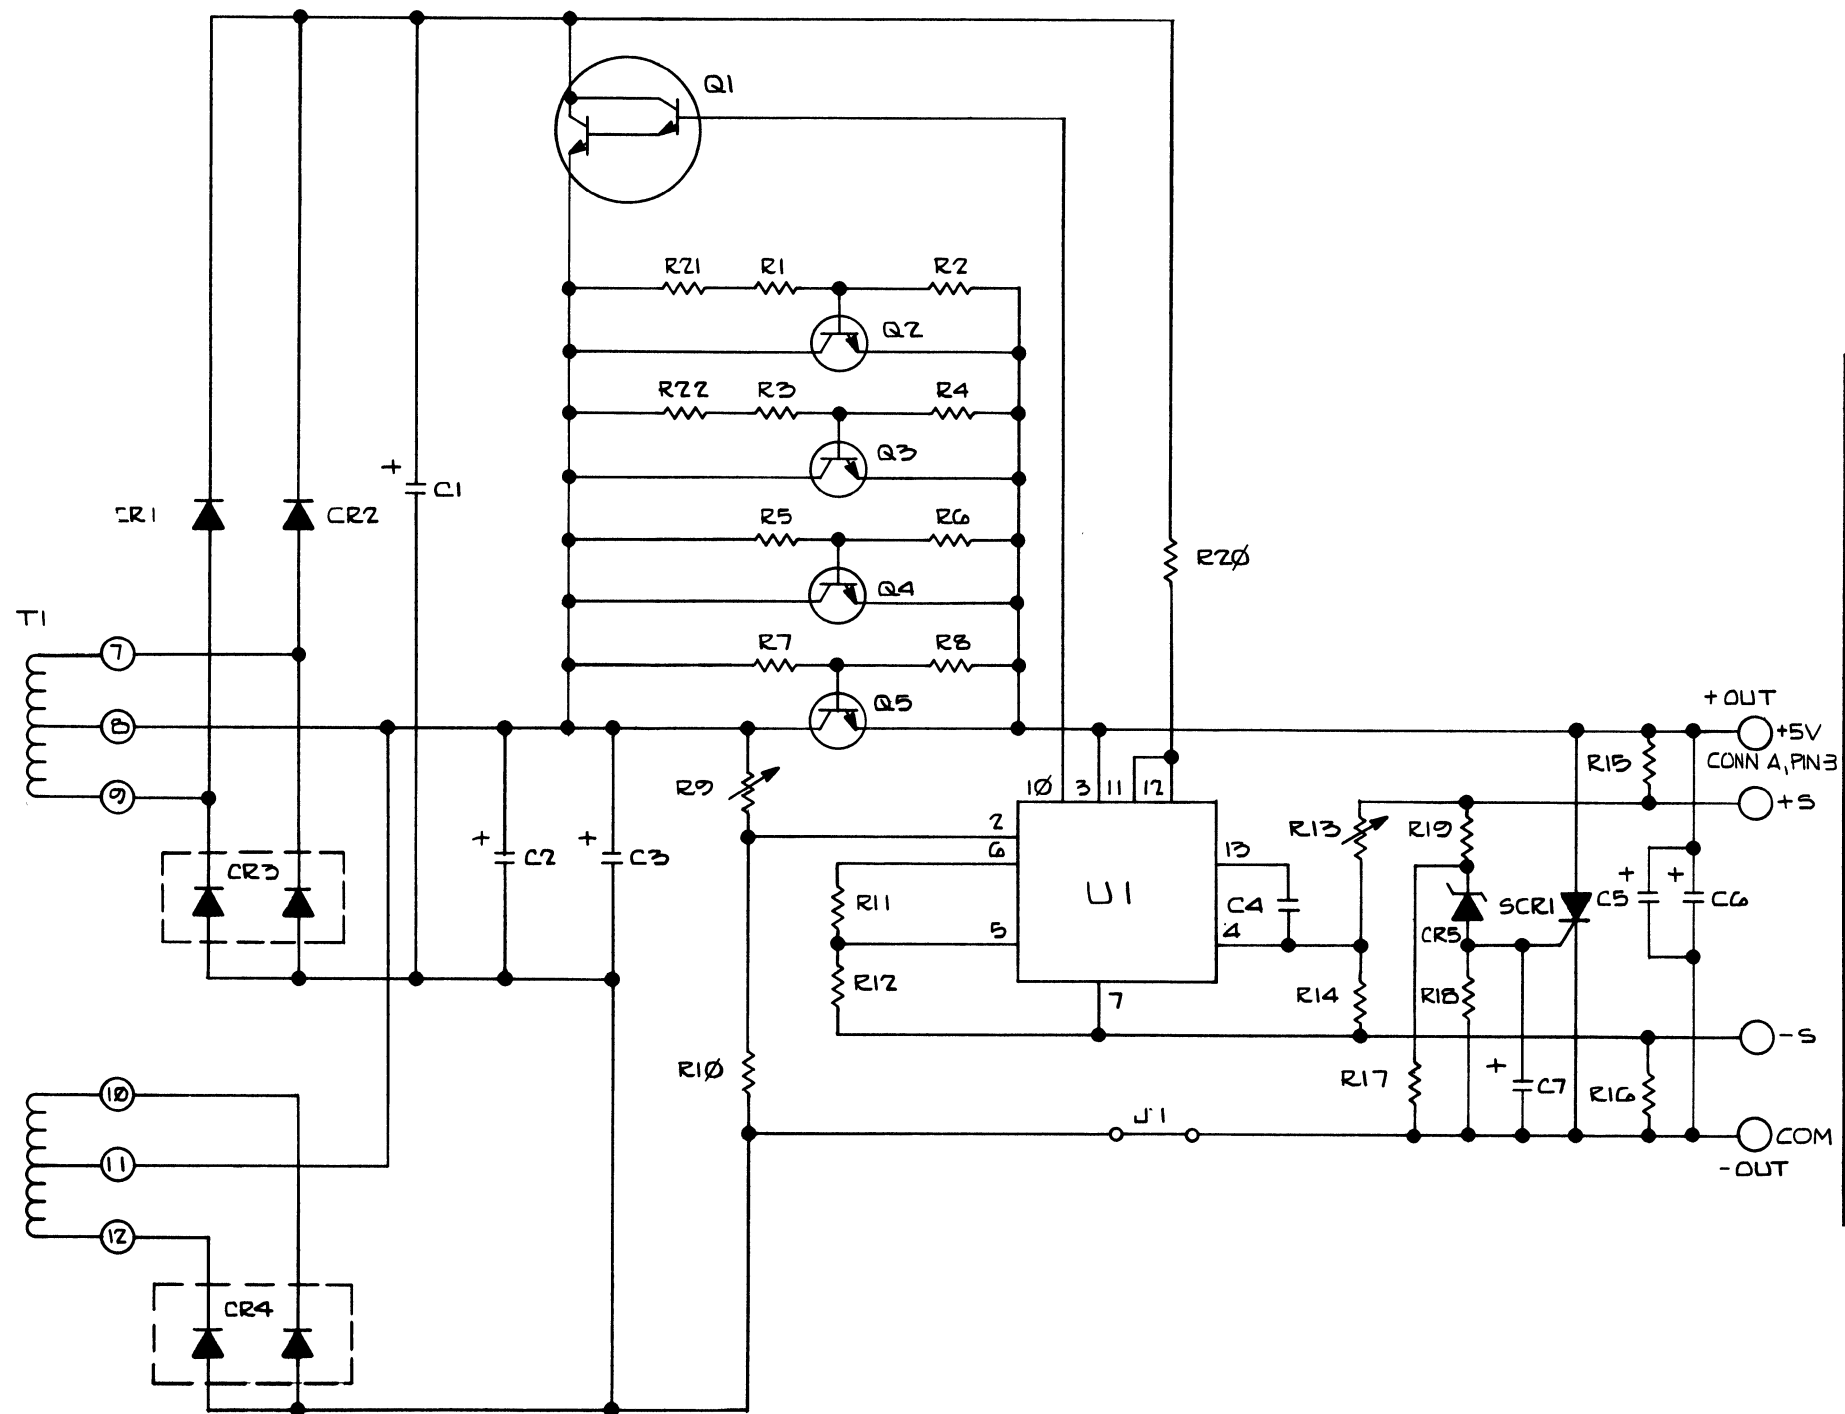 Q1
R21 R1 R2
Q2
R22 R3 R4
Q3
+ C1
CR2
R5 R6
R20
Q4
T1
7
R7 R8
+OUT
8
Q5
+5V
R15
CONN A, PIN 3
9
R9
10 3 11 12
+S
2
R13
R19
+ C2
+ C3
6
13
CR3
U1
R11
C4
SCR1
+ C5
+ C6
5
4
CR5
R12
7
R14
R18
-S
R10
R17
+ C7
R16
10
J1
COM
11
-OUT
12
CR4